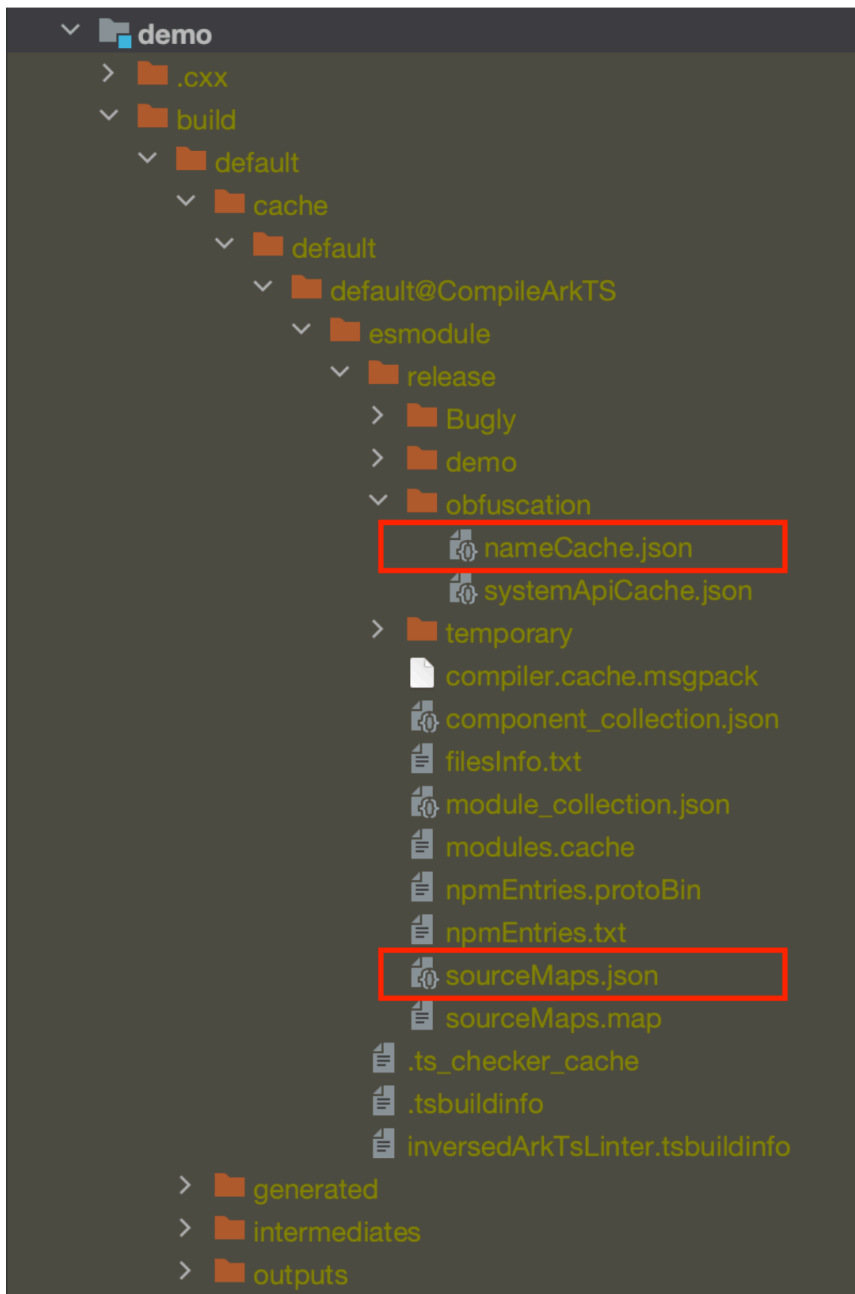 demo
.cxx
build
default
cache
default
default@CompileArkTS
esmodule
release
Bugly
demo
obfuscation
nameCache.json
systemApiCache.json
temporary
compiler.cache.msgpack
component_collection.json
filesInfo.txt
module_collection.json
modules.cache
npmEntries.protoBin
npmEntries.txt
sourceMaps.json
sourceMaps.map
.ts_checker_cache
.tsbuildinfo
inversedArkTsLinter.tsbuildinfo
generated
intermediates
outputs